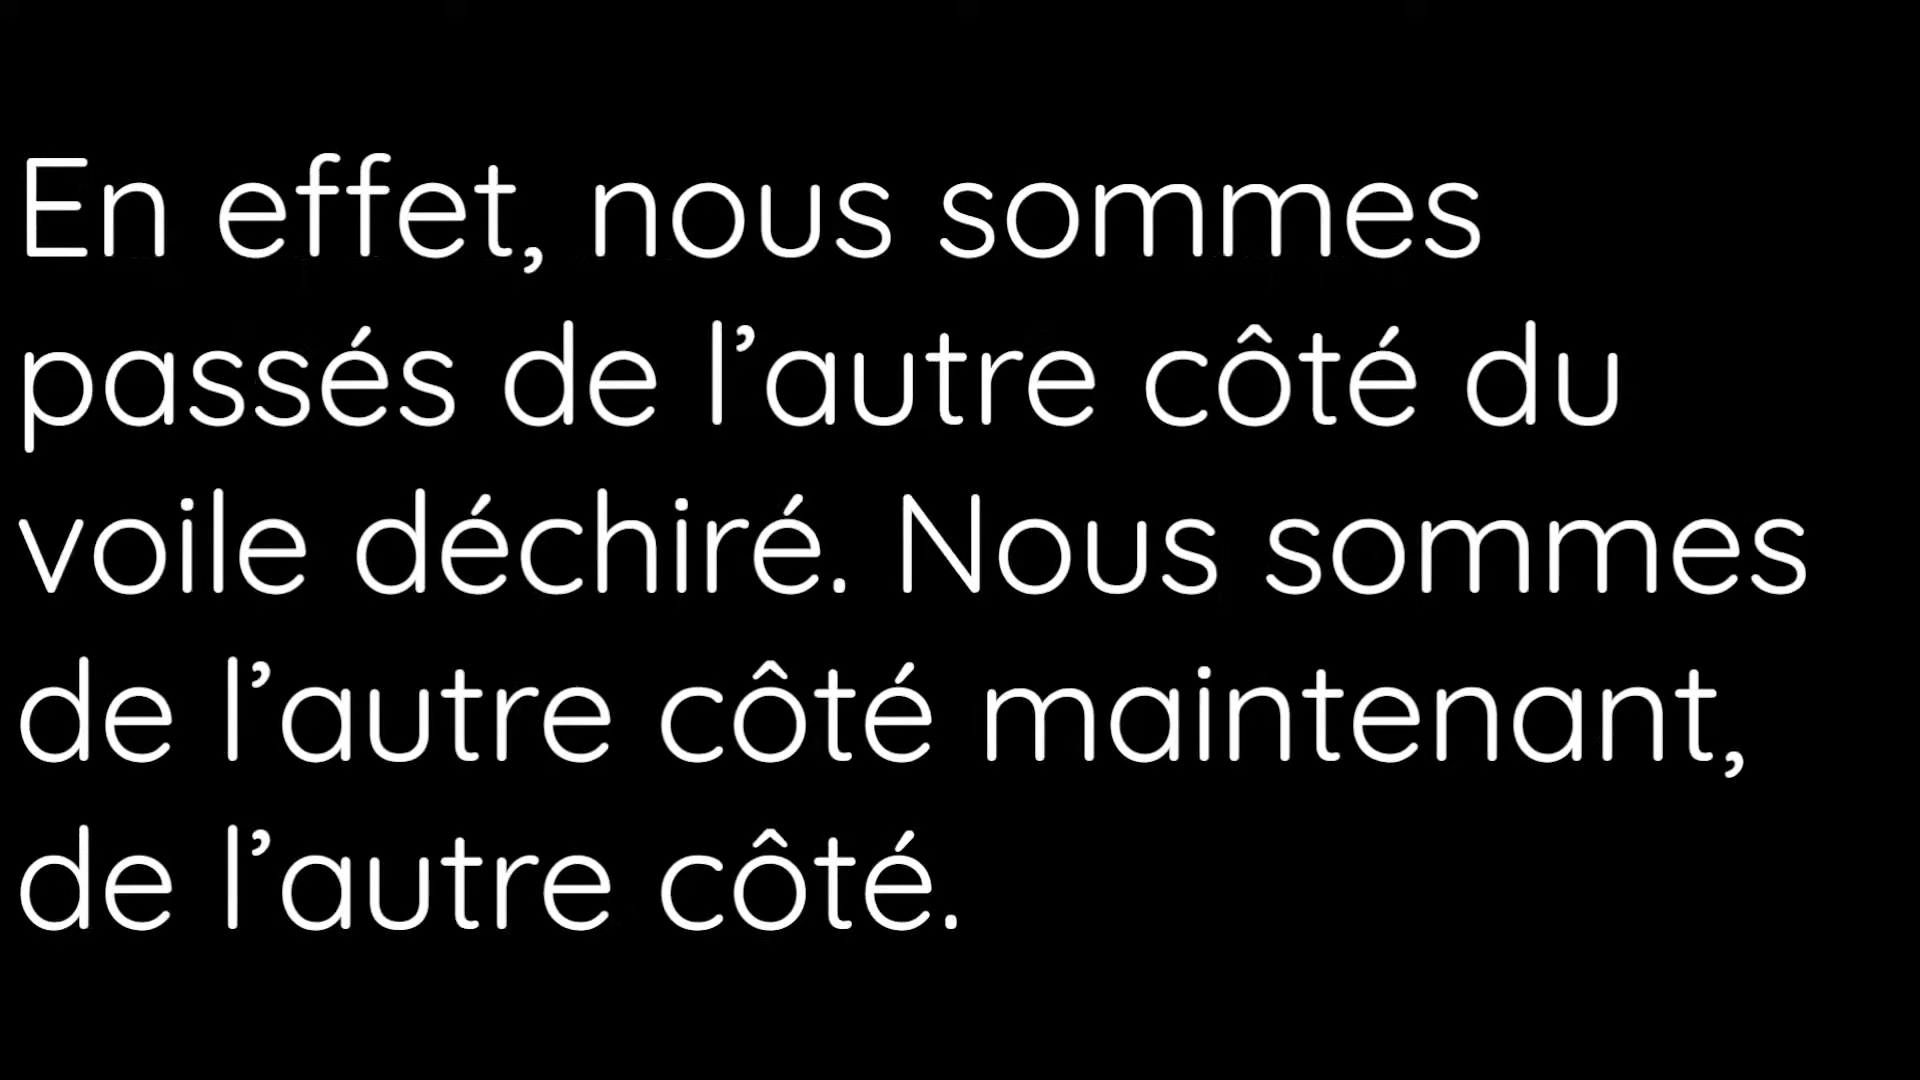 En effet, nous sommes
passés de l’autre côté du
voile déchiré. Nous sommes
de l’autre côté maintenant,
de l’autre côté.